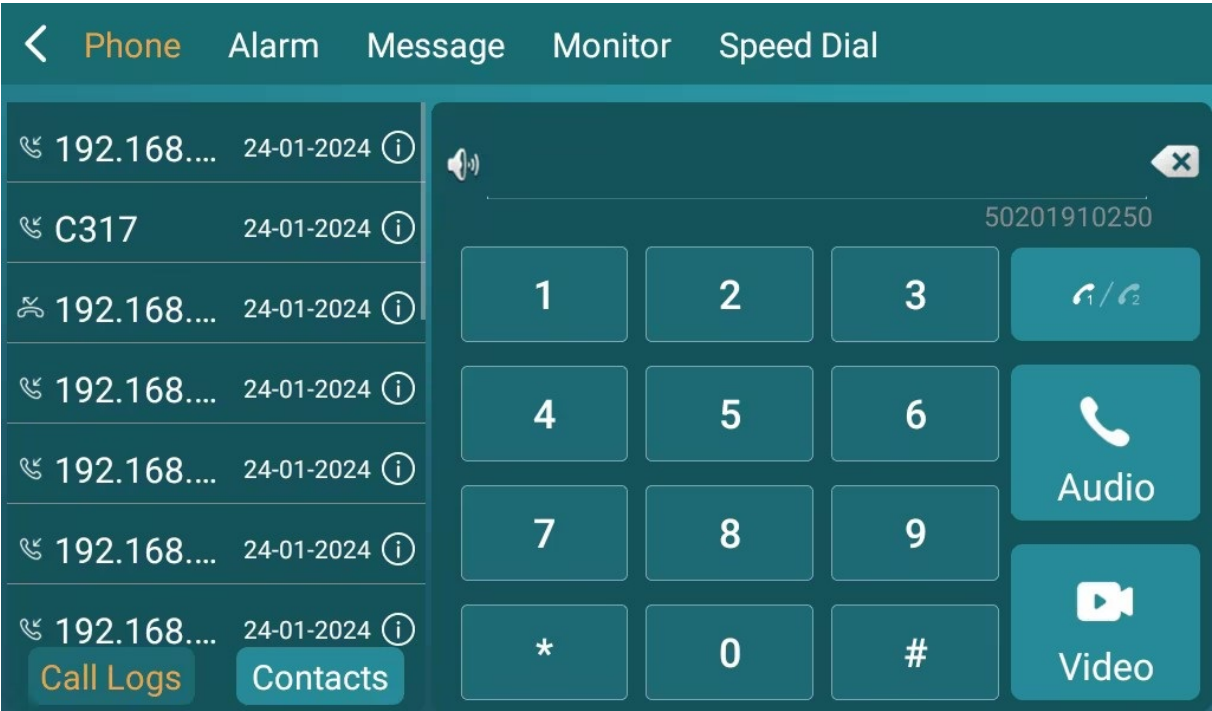 Phone Alarm Message Monitor Speed Dial
192.168.... 24-01-2024
C317 24-01-2024
192.168.... 24-01-2024
192.168.... 24-01-2024
192.168.... 24-01-2024
192.168.... 24-01-2024
192.168.... 24-01-2024
Call Logs Contacts
50201910250
1 2 3 1/2
4 5 6
Audio
7 8 9
* 0 #
Video